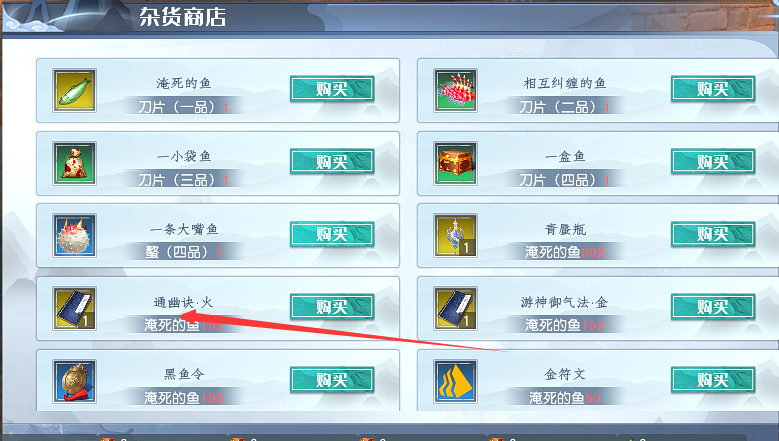 杂货商店
淹死的鱼
刀片（一品）1
购买
相互纠缠的鱼
刀片（二品）1
购买
一小袋鱼
刀片（三品）1
购买
一盒鱼
刀片（四品）1
购买
一条大嘴鱼
螯（四品）1
购买
肯蜃瓶
1
淹死的鱼600
购买
通幽诀·火
1
淹死的鱼150
购买
游神御气法·金
1
淹死的鱼150
购买
黑鱼令
淹死的鱼100
购买
金符文
淹死的鱼50
购买